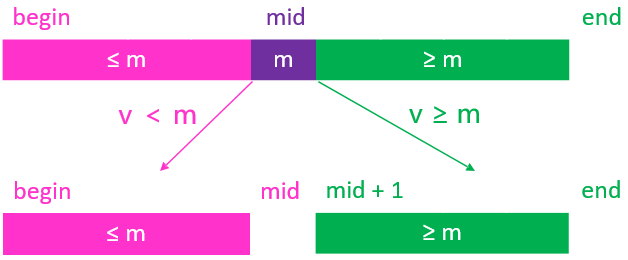 begin mid end
≤ m m ≥ m
v < m v ≥ m
begin mid mid + 1 end
≤ m ≥ m